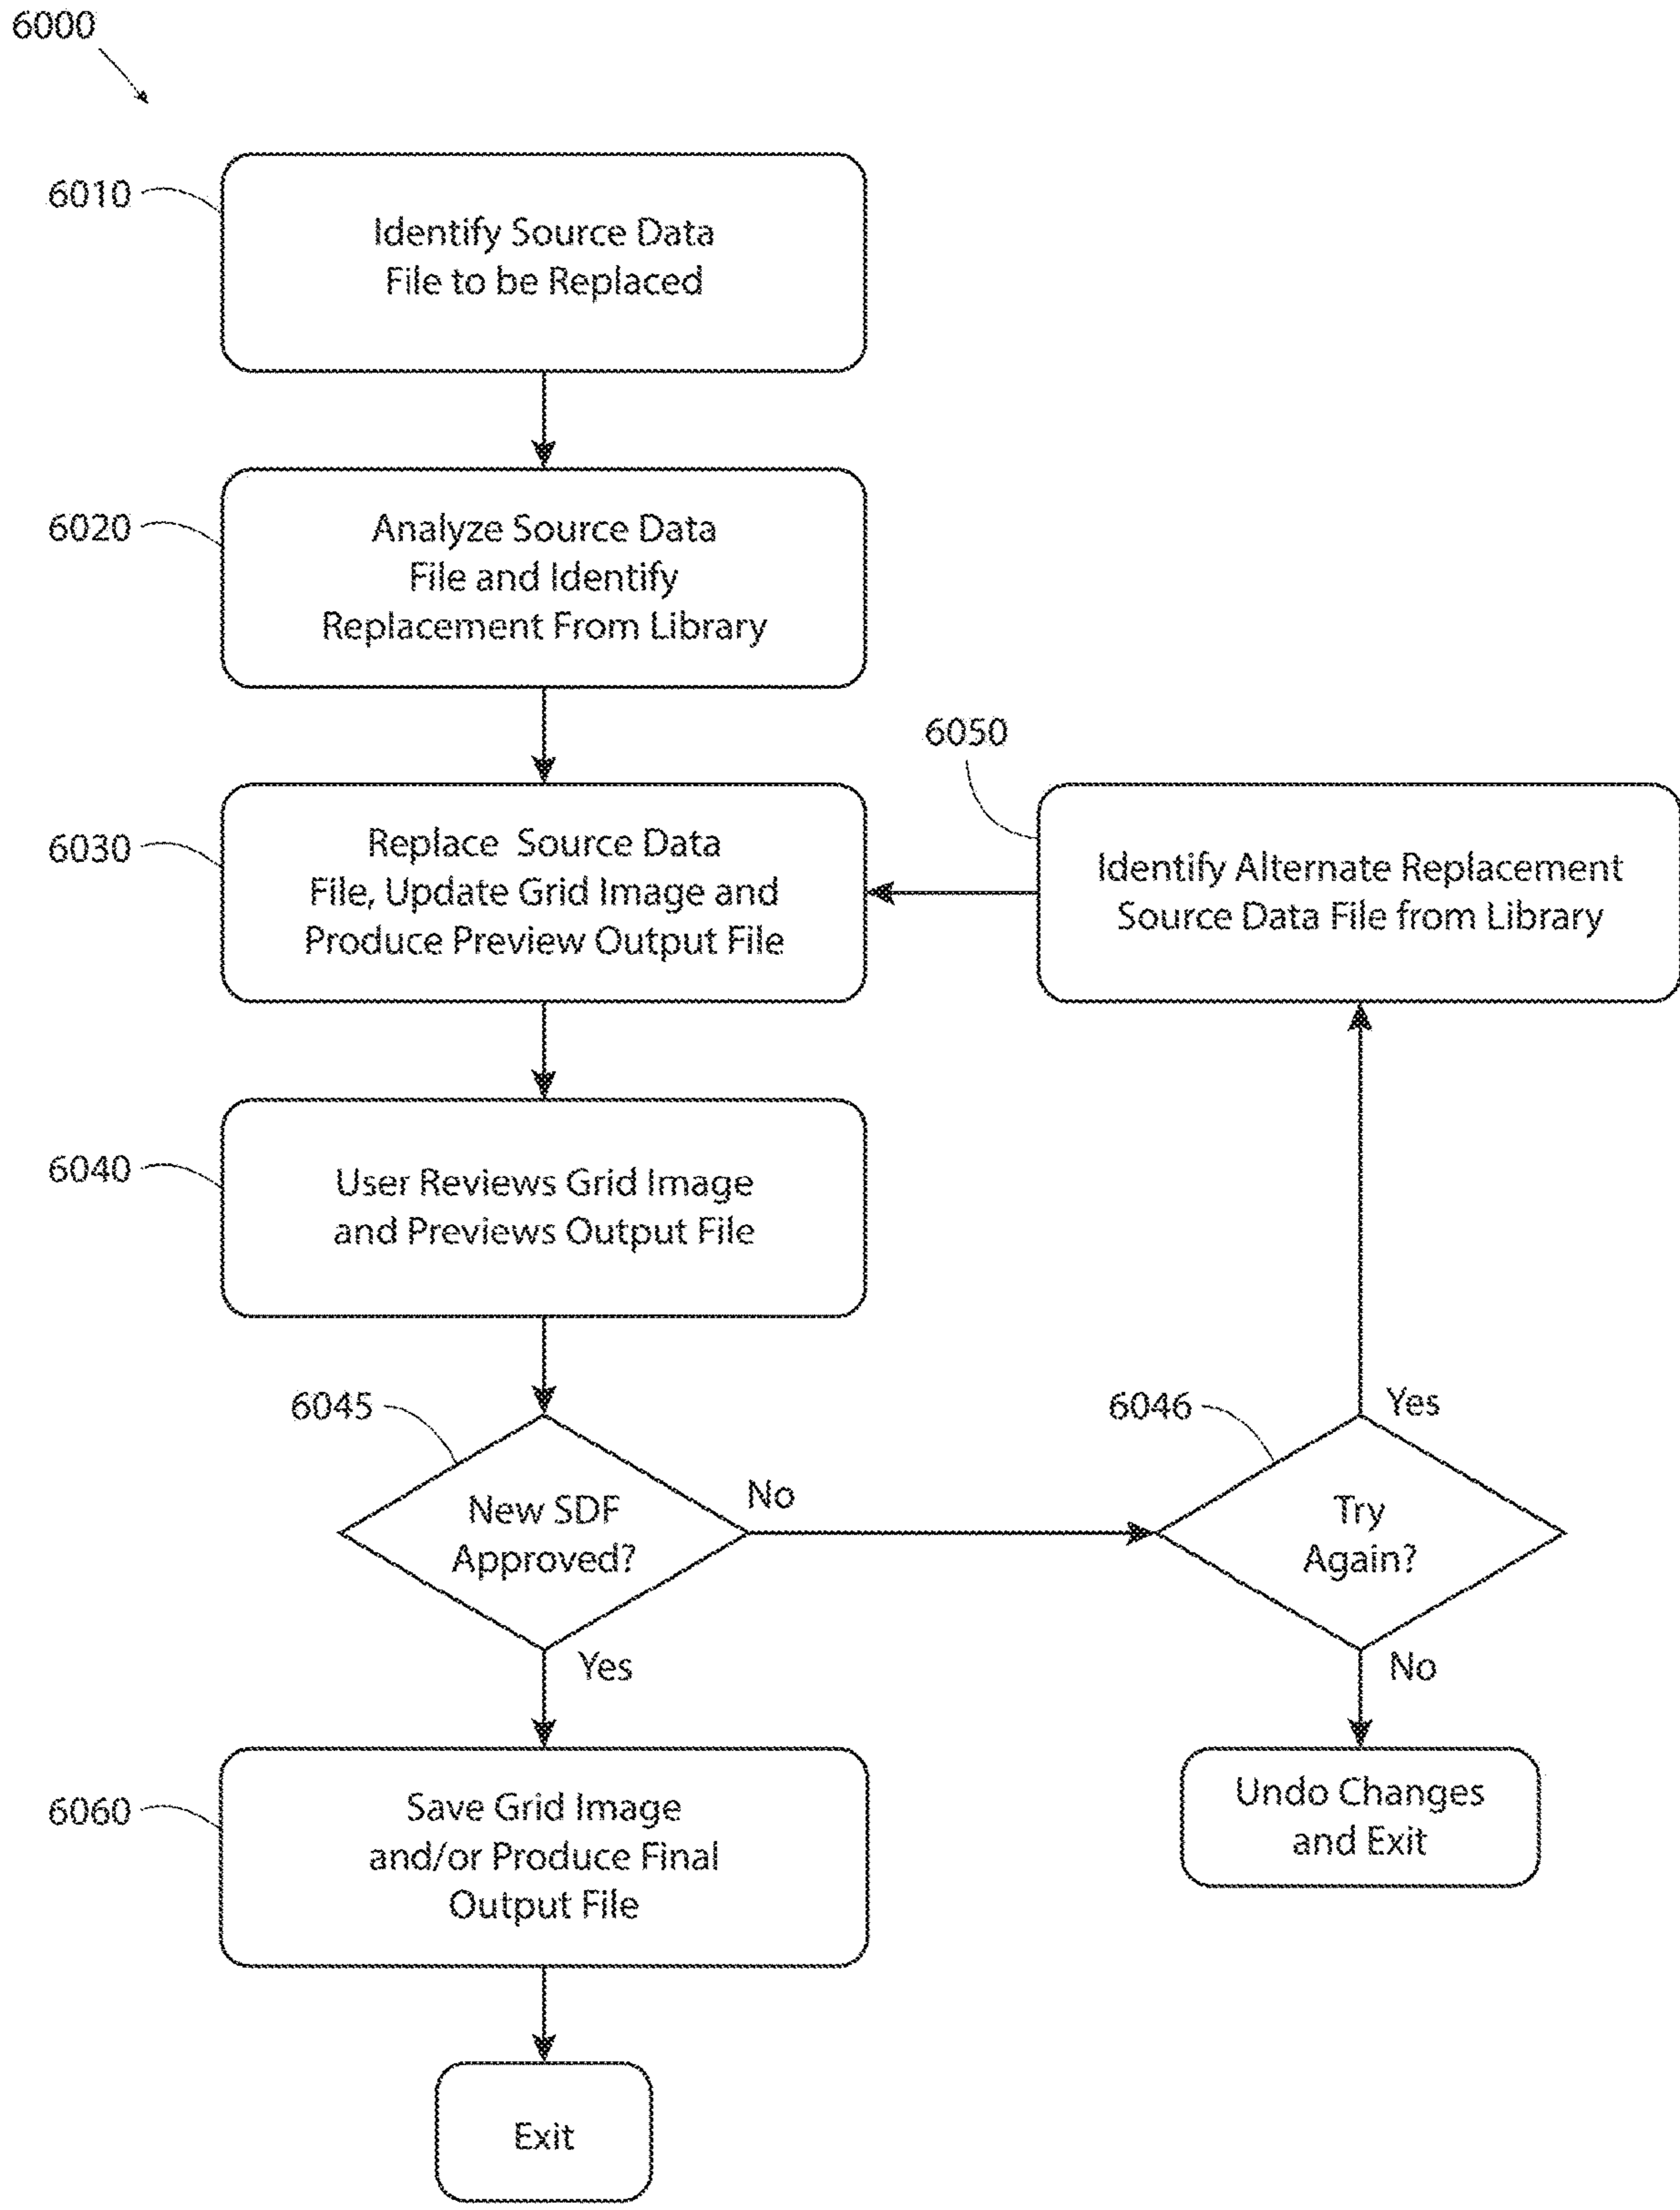 6000
6010
Identify Source Data
File to be Replaced
6020
Analyze Source Data
File and Identify
Replacement From Library
6050
6030
Replace Source Data
File, Update Grid Image and
Produce Preview Output File
Identify Alternate Replacement
Source Data File from Library
6040
User Reviews Grid Image
and Previews Output File
6045
New SDF
Approved?
No
Yes
6046
Try
Again?
Yes
No
6060
Save Grid Image
and/or Produce Final
Output File
Undo Changes
and Exit
Exit